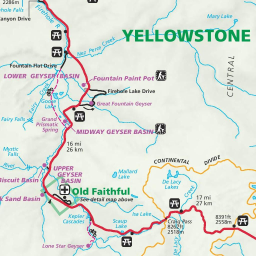 2286m
Canyon Drive
Mary Lake
YELLOWSTONE
CENTRAL
Fountain Flat Drive
LOWER GEYSER BASIN
Fountain Paint Pot
Firehole Lake Drive
Great Fountain Geyser
Fairy Falls
Grand
Prismatic
Spring
MIDWAY GEYSER BASIN
16 mi
26 km
Mystic
Falls
UPPER
GEYSER
BASIN
Biscuit Basin
k Sand Basin
Mallard
Lake
CONTINENTAL
DIVIDE
De Lacy
Lakes
Old Faithful
See detail map above
17 mi
27 km
Kepler
Cascades
Scaup
Lake
Craig Pass
8262ft
2518m
8391ft
2558m
Lone Star Geyser